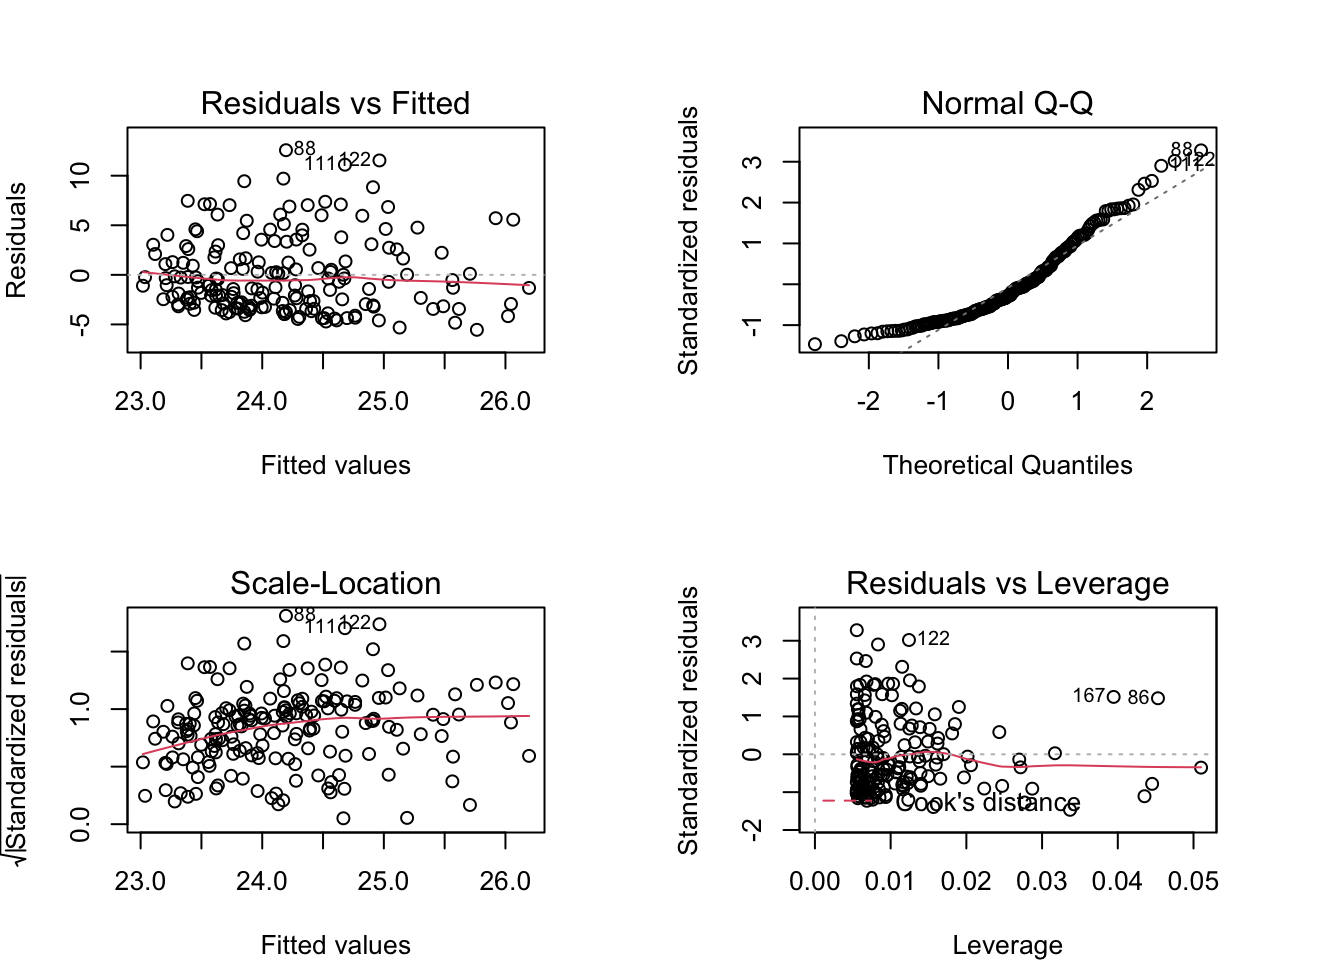 Residuals vs Fitted
Residuals
10
5
0
-5
88
111
122
23.0 24.0 25.0 26.0
Fitted values
Normal Q-Q
Standardized residuals
3
2
1
-1
88
111
122
-2 -1 0 1 2
Theoretical Quantiles
Scale-Location
√|Standardized residuals|
1.0
0.0
88
111
122
23.0 24.0 25.0 26.0
Fitted values
Residuals vs Leverage
Standardized residuals
3
2
1
0
-2
122
167
86
Cook's distance
0.00 0.01 0.02 0.03 0.04 0.05
Leverage